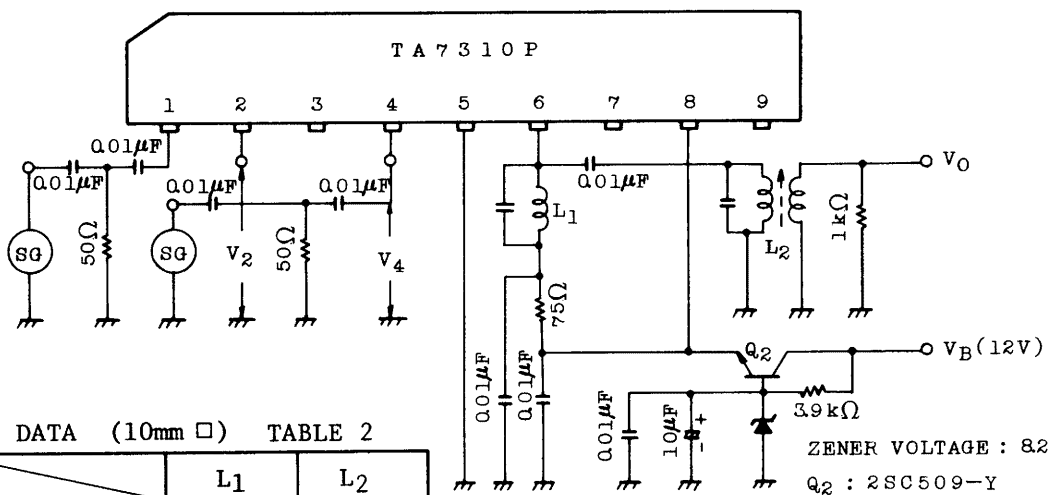 TA7310P
1 2 3 4 5 6 7 8 9
0.01μF
0.01μF
0.01μF
0.01μF
0.01μF
VO
L1
L2
1kΩ
SG
50Ω
SG
V2
50Ω
V4
75Ω
Q2
VB(12V)
0.01μF
0.01μF
0.01μF
10μF
+
−
3.9kΩ
DATA (10mm □) TABLE 2
ZENER VOLTAGE : 8.2
L1 L2
Q2 : 2SC509-Y